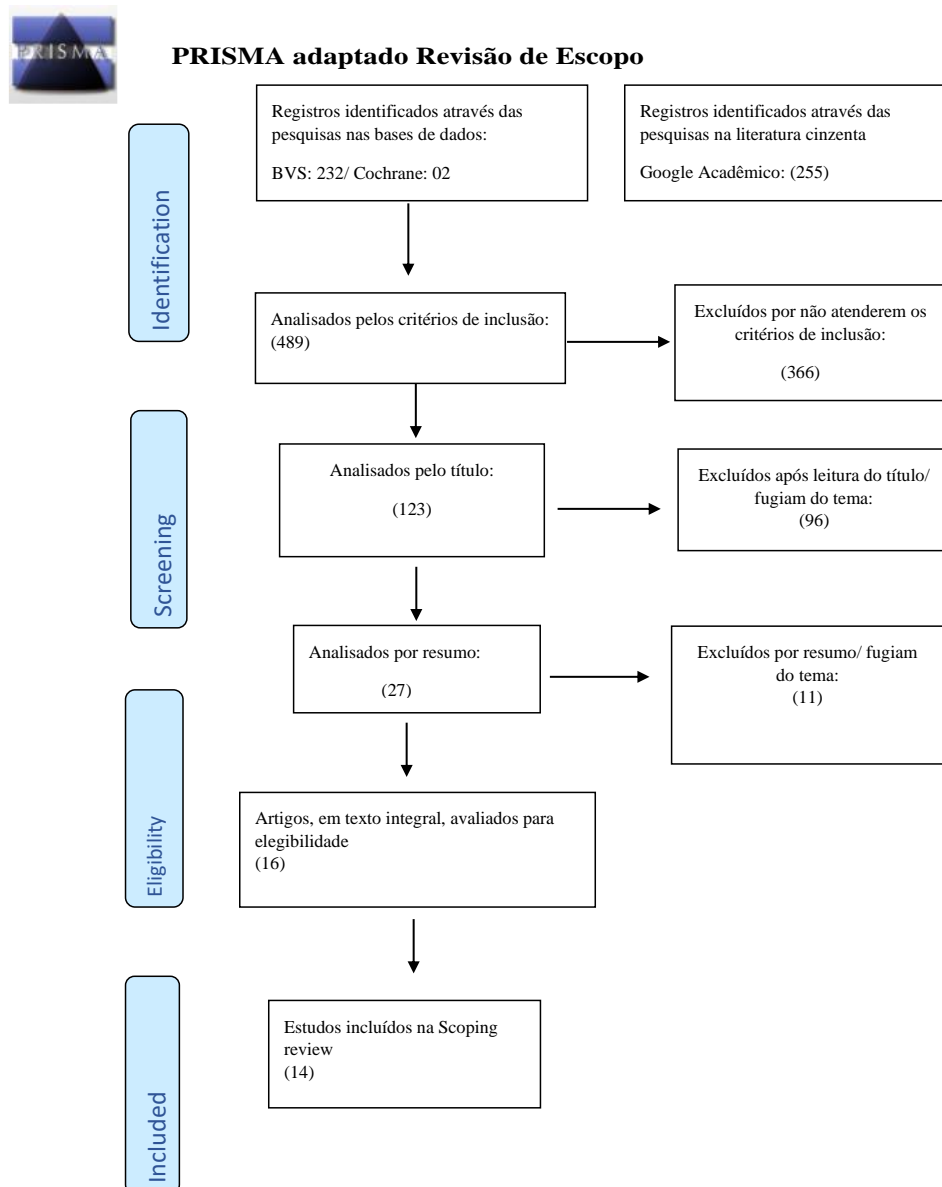 PRISMA
PRISMA adaptado Revisão de Escopo
Identification
Registros identificados através das
pesquisas nas bases de dados:
BVS: 232/ Cochrane: 02
Registros identificados através das
pesquisas na literatura cinzenta
Google Acadêmico: (255)
Analisados pelos critérios de inclusão:
(489)
Excluídos por não atenderem os
critérios de inclusão:
(366)
Screening
Analisados pelo título:
(123)
Excluídos após leitura do título/
fugiam do tema:
(96)
Analisados por resumo:
(27)
Excluídos por resumo/ fugiam
do tema:
(11)
Eligibility
Artigos, em texto integral, avaliados para
elegibilidade
(16)
Included
Estudos incluídos na Scoping
review
(14)